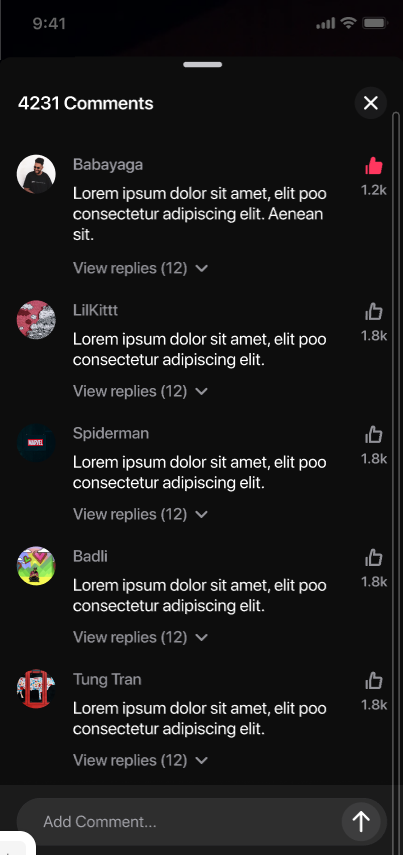 9:41
4231 Comments
Babayaga
Lorem ipsum dolor sit amet, elit poo
consectetur adipiscing elit. Aenean
sit.
1.2k
View replies (12)
LilKittt
Lorem ipsum dolor sit amet, elit poo
consectetur adipiscing elit.
1.8k
View replies (12)
Spiderman
MARVEL
Lorem ipsum dolor sit amet, elit poo
consectetur adipiscing elit.
1.8k
View replies (12)
Badli
Lorem ipsum dolor sit amet, elit poo
consectetur adipiscing elit.
1.8k
View replies (12)
Tung Tran
Lorem ipsum dolor sit amet, elit poo
consectetur adipiscing elit.
1.8k
View replies (12)
Add Comment...